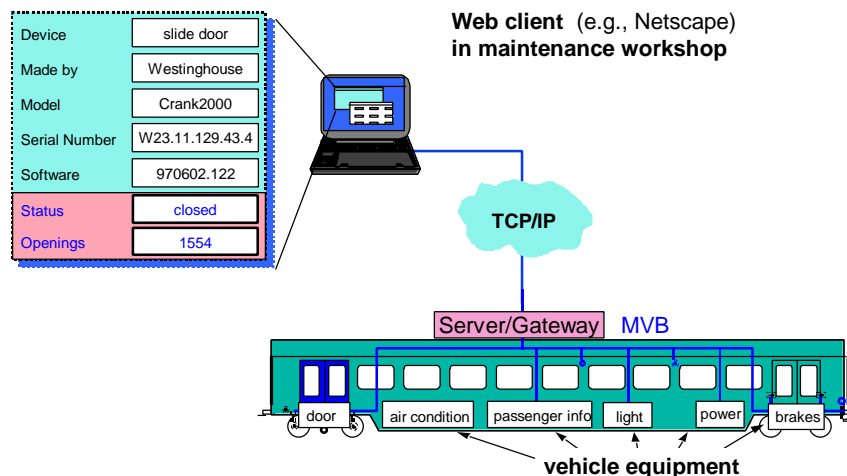 Device slide door
Made by Westinghouse
Model Crank2000
Serial Number W23.11.129.43.4
Software 970602.122
Status closed
Openings 1554
Web client (e.g., Netscape)
in maintenance workshop
TCP/IP
Server/Gateway MVB
door air condition passenger info light power brakes
vehicle equipment